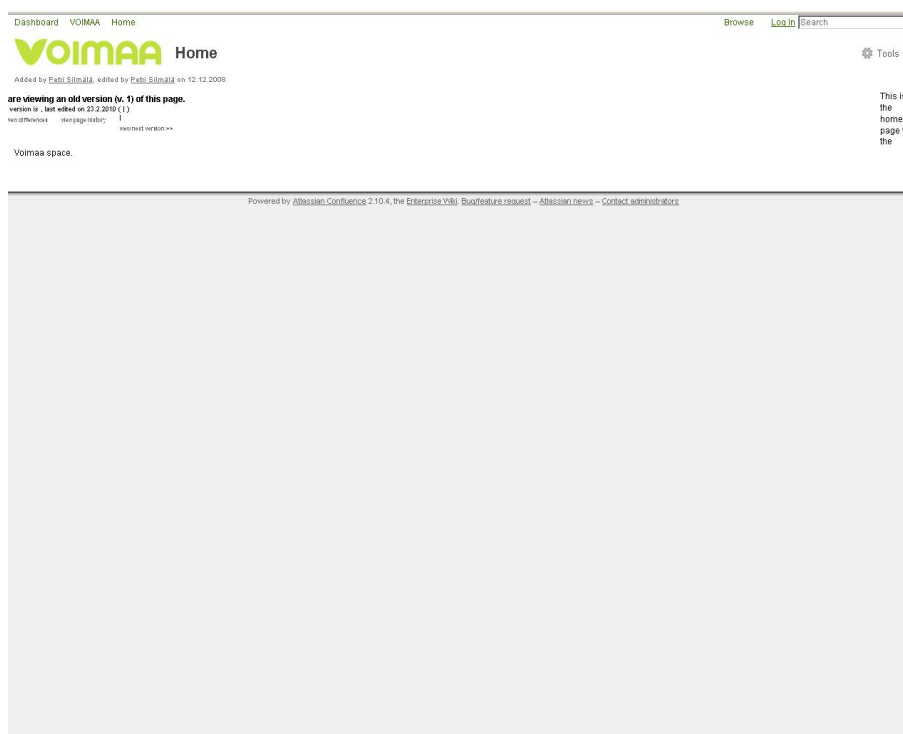 Dashboard VOIMAA Home Browse Log In Search
VOIMAA Home Tools
Added by Petri Silmälä, edited by Petri Silmälä on 12.12.2008
are viewing an old version (v. 1) of this page.
version is , last edited on 23.2.2010 ( | )
view differences view page history |
view next version >>
This is
the
home
page
the
Voimaa space.
Powered by Atlassian Confluence 2.10.4, the Enterprise Wiki. Bug/feature request – Atlassian news – Contact administrators